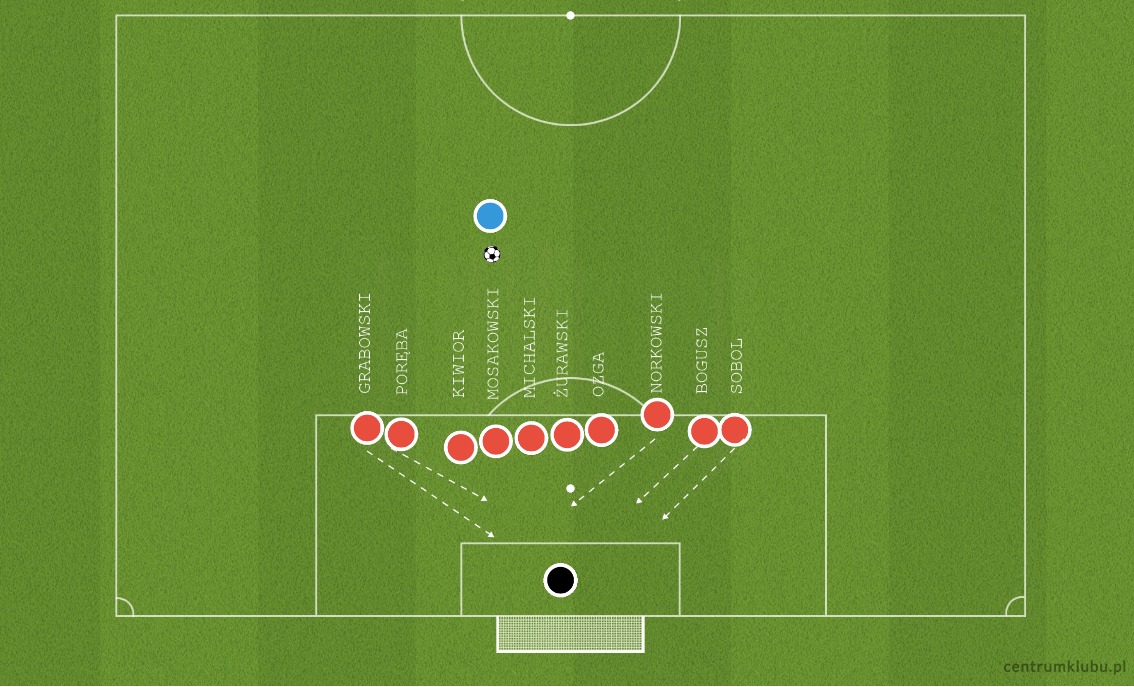 GRABOWSKI
PORĘBA
KIWIOR
MOSAKOWSKI
MICHALSKI
ŻURAWSKI
OZGA
NORKOWSKI
BOGUSZ
SOBOL
centrumklubu.pl